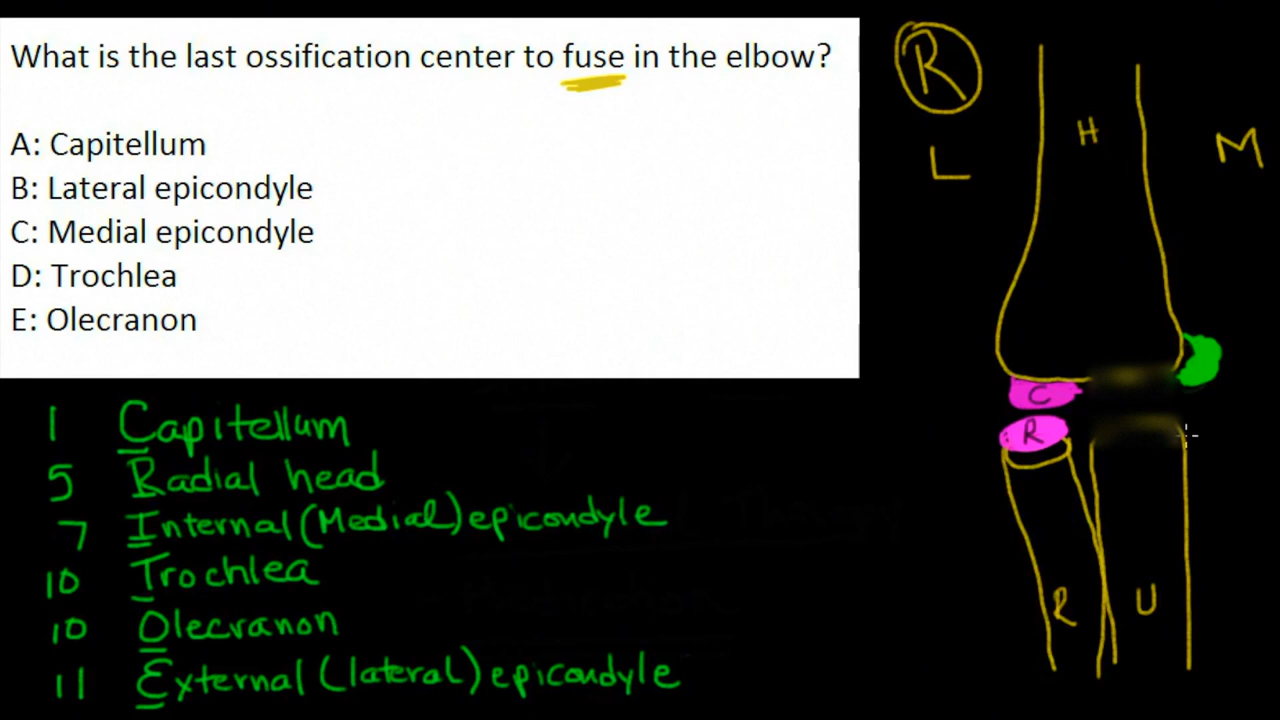 What is the last ossification center to fuse in the elbow?
A: Capitellum
B: Lateral epicondyle
C: Medial epicondyle
D: Trochlea
E: Olecranon
1 Capitellum
5 Radial head
7 Internal (Medial) epicondyle
10 Trochlea
10 Olecranon
11 External (lateral) epicondyle
R
L
H
M
C
R
R
U